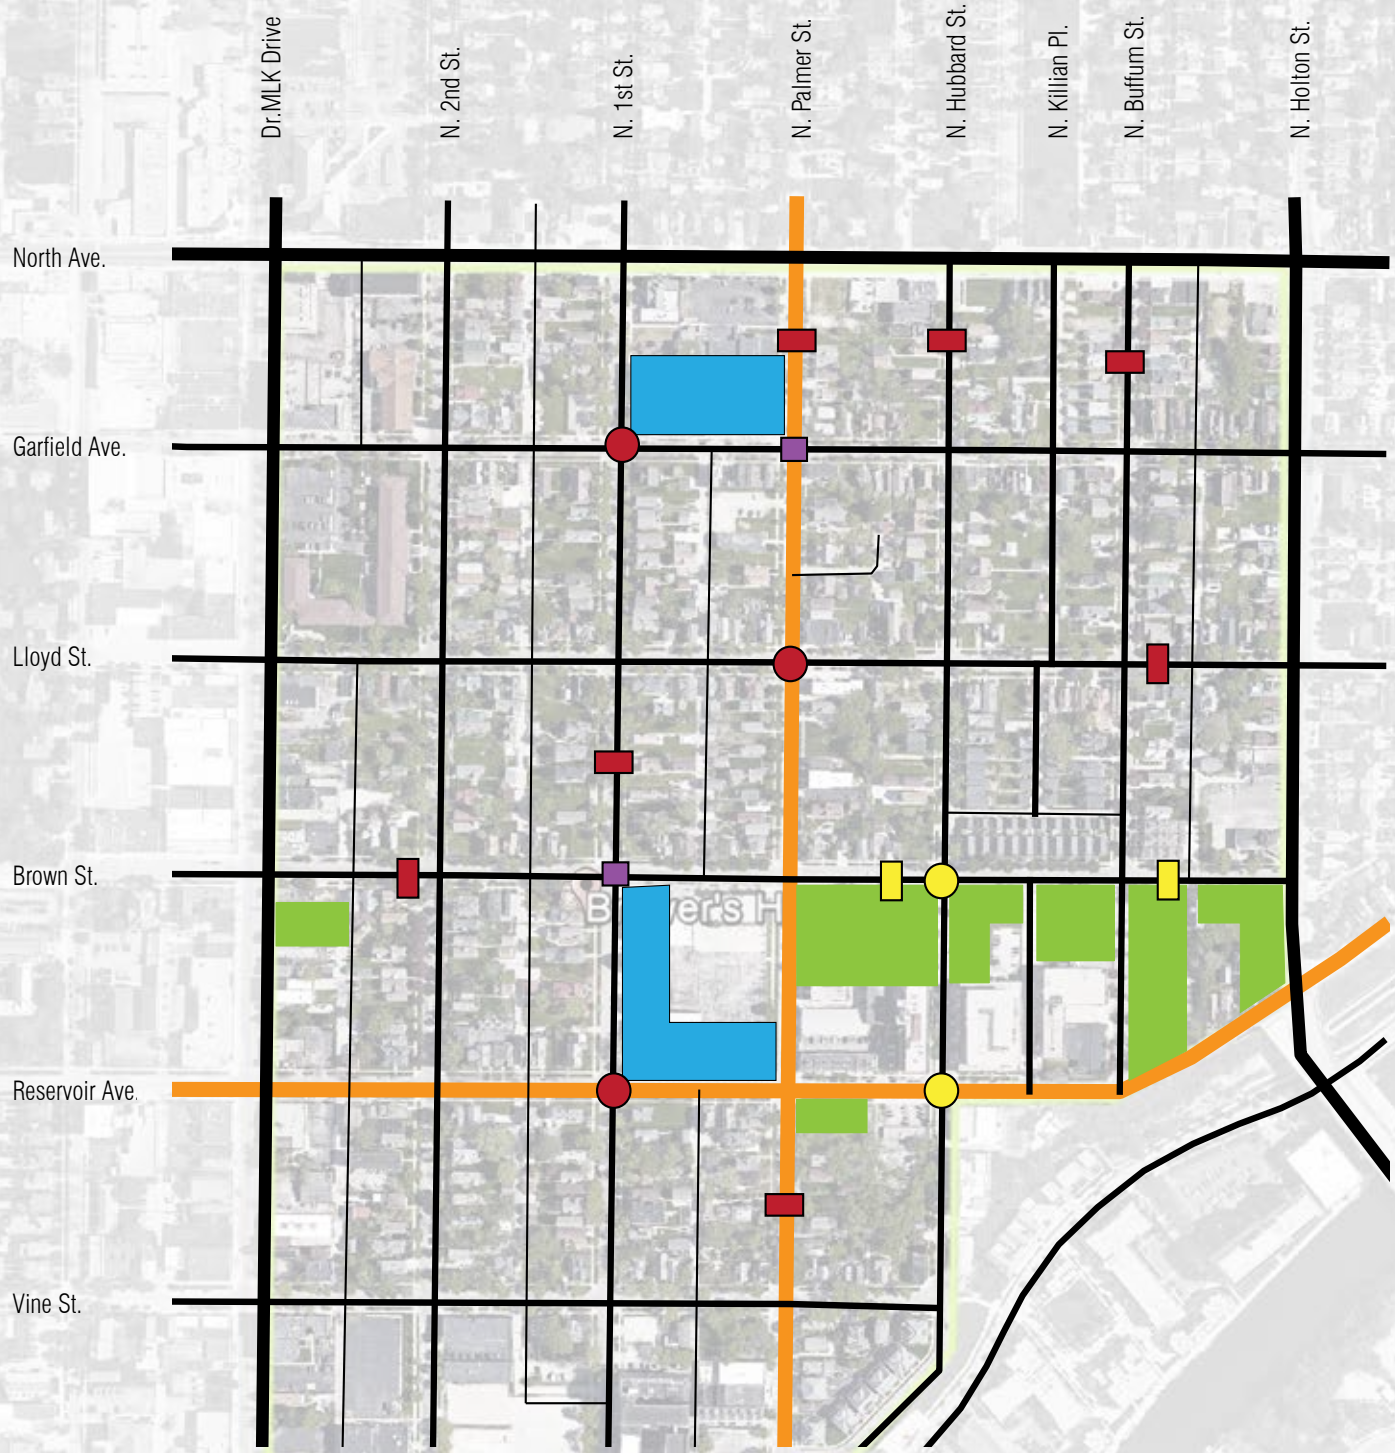 Dr.MLK Drive
N. 2nd St.
N. 1st St.
N. Palmer St.
N. Hubbard St.
N. Killian Pl.
N. Buffum St.
N. Holton St.
North Ave.
Garfield Ave.
Lloyd St.
Brown St.
Reservoir Ave.
Vine St.